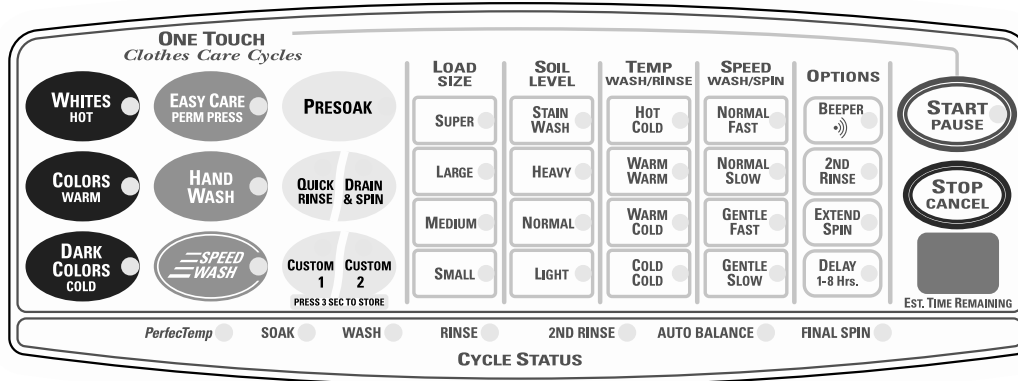 ONE TOUCH
Clothes Care Cycles
WHITES
HOT
EASY CARE
PERM PRESS
PRESOAK
COLORS
WARM
HAND
WASH
QUICK
RINSE
DRAIN
& SPIN
DARK
COLORS
COLD
SPEED
WASH
CUSTOM
1
CUSTOM
2
PRESS 3 SEC TO STORE
LOAD
SIZE
SUPER
LARGE
MEDIUM
SMALL
SOIL
LEVEL
STAIN
WASH
HEAVY
NORMAL
LIGHT
TEMP
WASH/RINSE
HOT
COLD
WARM
WARM
WARM
COLD
COLD
COLD
SPEED
WASH/SPIN
NORMAL
FAST
NORMAL
SLOW
GENTLE
FAST
GENTLE
SLOW
OPTIONS
BEEPER
2ND
RINSE
EXTEND
SPIN
DELAY
1-8 Hrs.
START
PAUSE
STOP
CANCEL
EST. TIME REMAINING
PerfecTemp SOAK WASH RINSE 2ND RINSE AUTO BALANCE FINAL SPIN
CYCLE STATUS